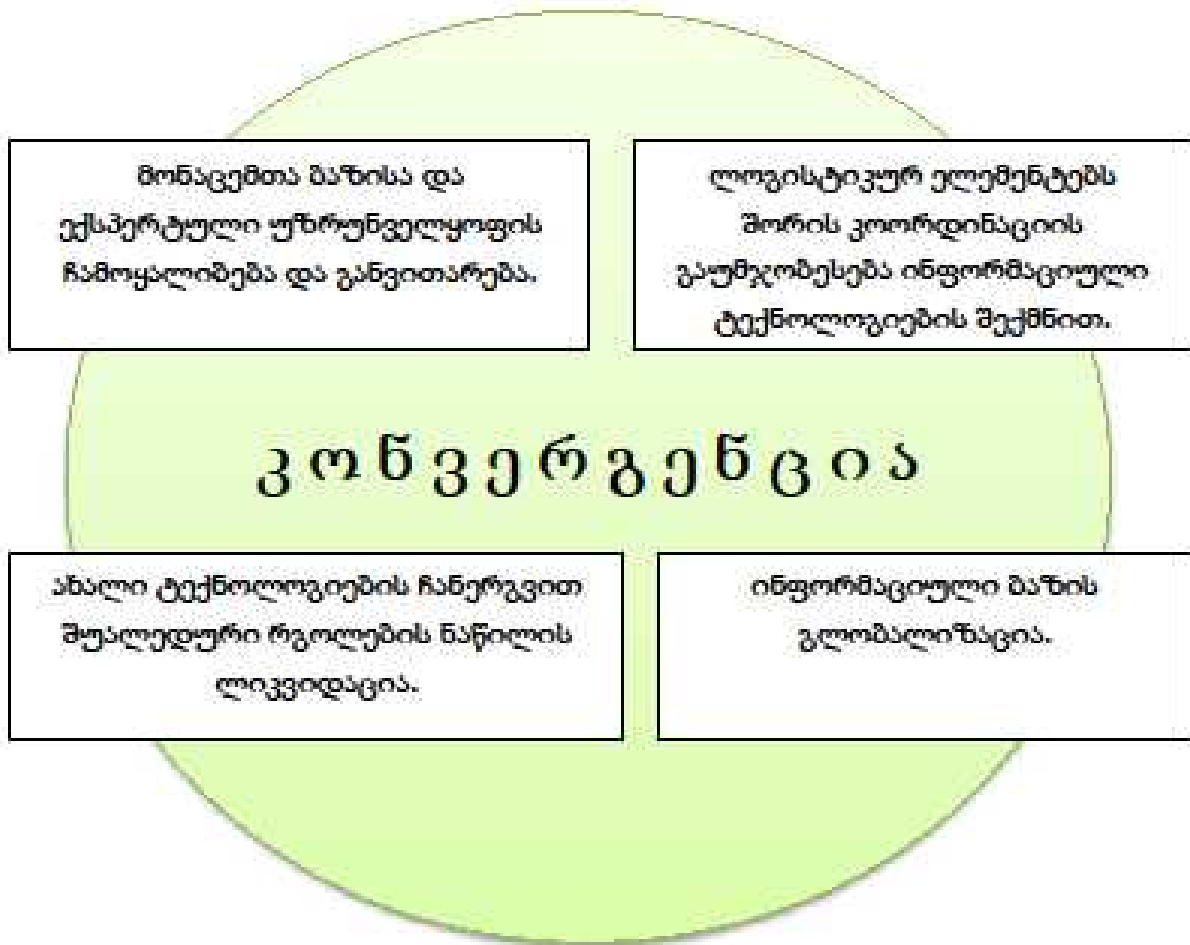 მონაცემთა ბაზისა და
ექსპერტული უზრუნველყოფის
ჩამოყალიბება და განვითარება.
ლოგისტიკურ ელემენტებს
შორის კოორდინაციის
გაუმჯობესება ინფორმაციული
ტექნოლოგიების შექმნით.
კონვერგენცია
ახალი ტექნოლოგიების ჩანერგვით
შუალედური რგოლების ნაწილის
ლიკვიდაცია.
ინფორმაციული ბაზის
გლობალიზაცია.